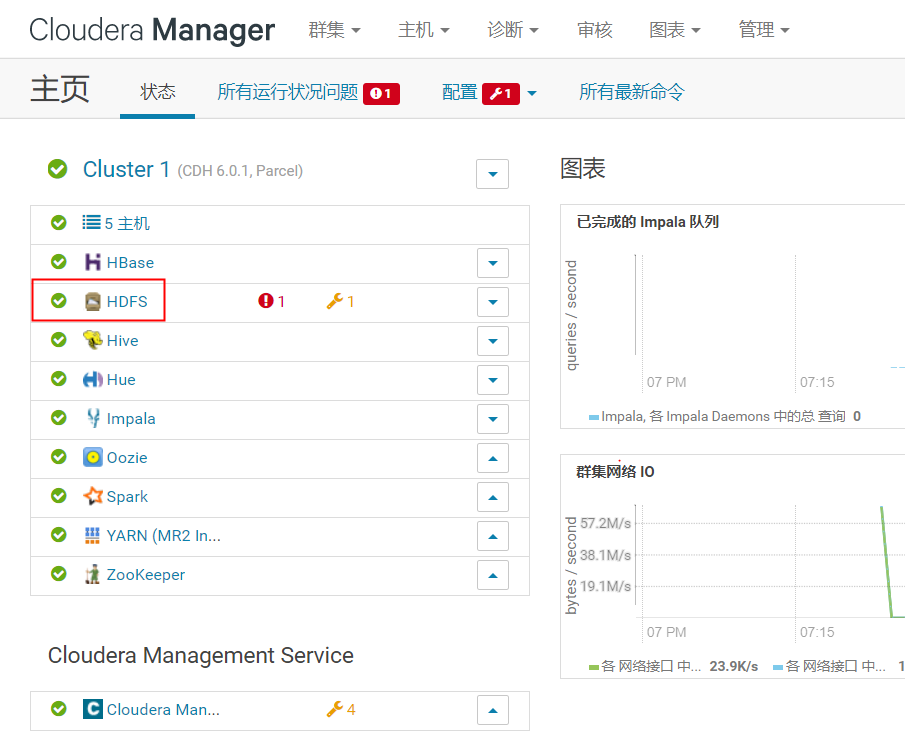 Cloudera Manager 群集 主机 诊断 审核 图表 管理
主页 状态 所有运行状况问题 1 配置 1 所有最新命令
Cluster 1 (CDH 6.0.1, Parcel)
5 主机
HBase
HDFS 1 1
Hive
Hue
Impala
Oozie
Spark
YARN (MR2 In...
ZooKeeper
Cloudera Management Service
Cloudera Man... 4
图表
已完成的 Impala 队列
queries / second
07 PM 07:15
Impala, 各 Impala Daemons 中的总 查询 0
群集网络 IO
bytes / second
57.2M/s
38.1M/s
19.1M/s
07 PM 07:15
各 网络接口 中... 23.9K/s 各 网络接口 中... 1